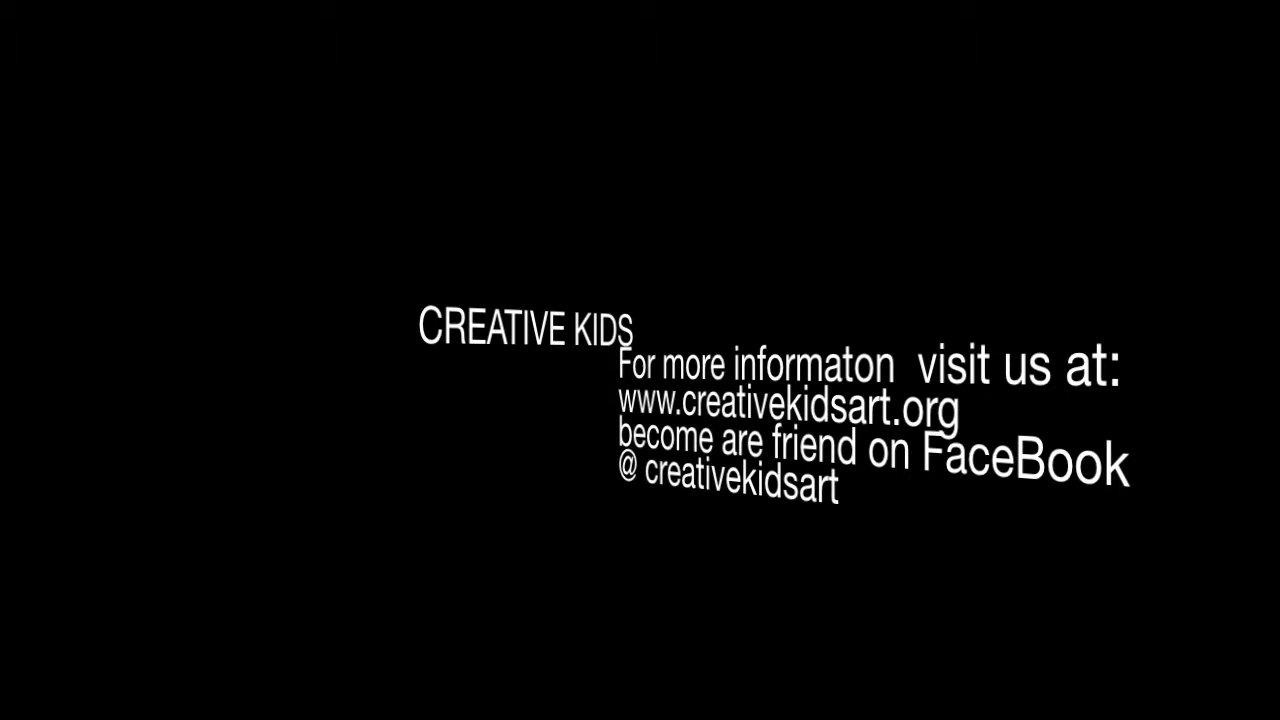 CREATIVE KIDS
For more informaton visit us at:
www.creativekidsart.org
become are friend on FaceBook
@ creativekidsart